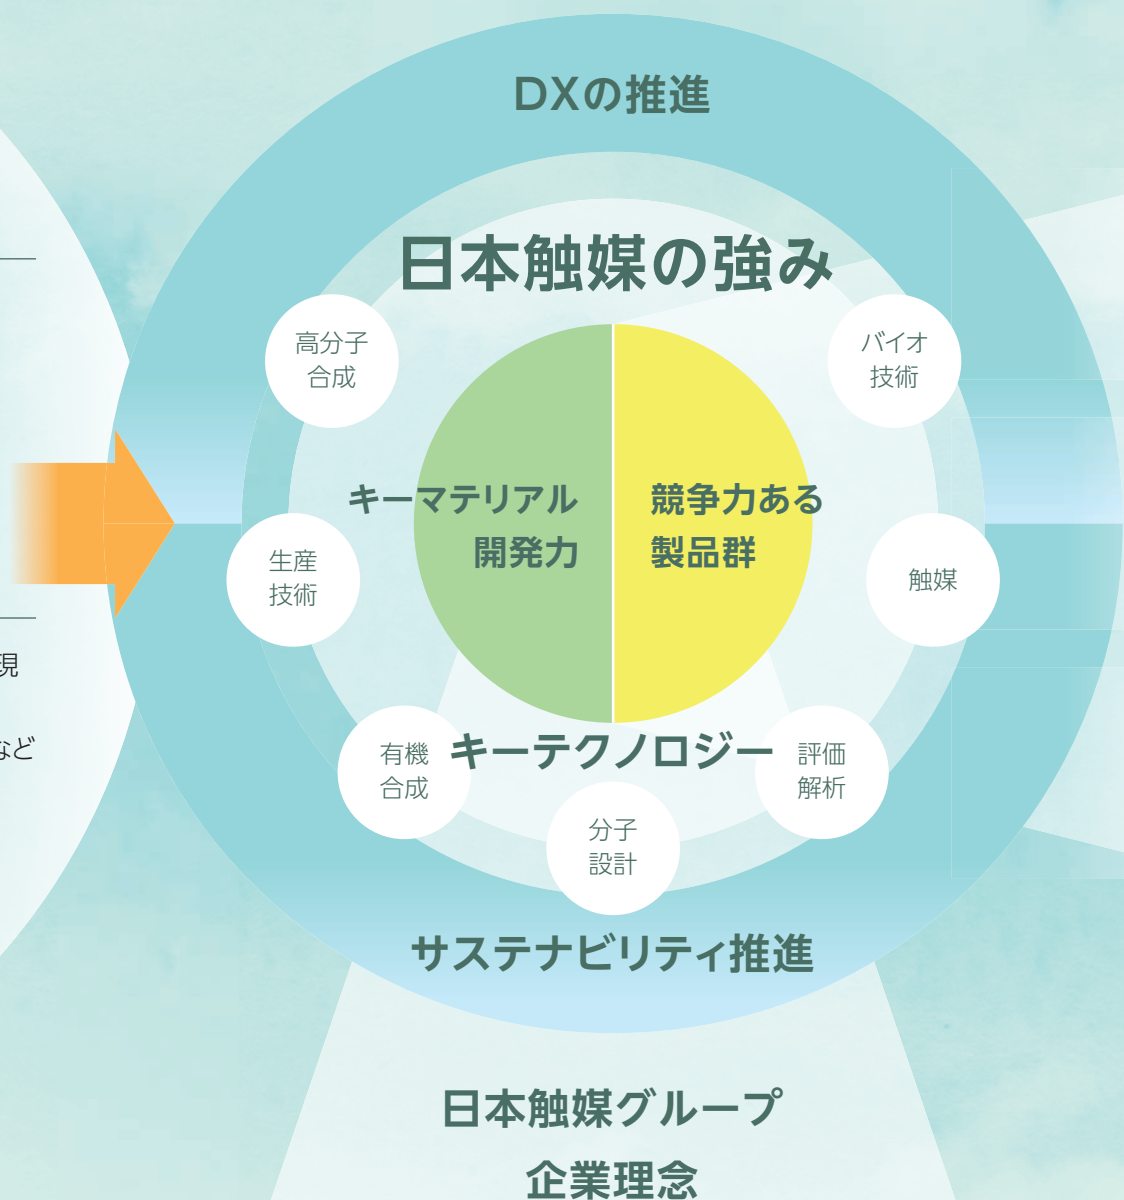 DXの推進
日本触媒の強み
高分子
合成
バイオ
技術
キーマテリアル
開発力
競争力ある
製品群
生産
技術
触媒
現
など
有機
合成
キーテクノロジー
評価
解析
分子
設計
サステナビリティ推進
日本触媒グループ
企業理念